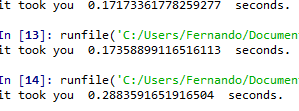 it took you 0.17173361778259277 seconds.
In [13]: runfile('C:/Users/Fernando/Documen
it took you 0.17358899116516113 seconds.
In [14]: runfile('C:/Users/Fernando/Documen
it took you 0.2883591651916504 seconds.